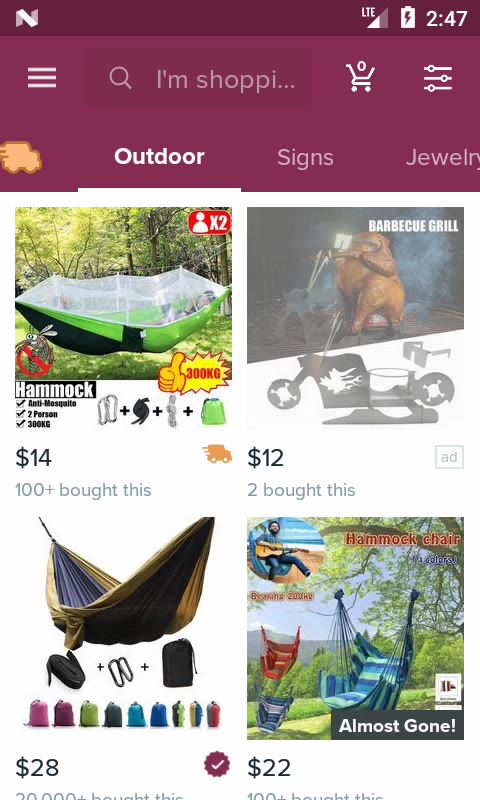 LTE
2:47
0
I'm shoppi...
Outdoor
Signs
Jewelry
X2
300KG
Hammock
Anti-Mosquito
2 Person
300KG
BARBECUE GRILL
$14
100+ bought this
$12
ad
2 bought this
Hammock chair
(4 colors)
Bearing 200kg
Almost Gone!
$28
20,000+ bought this
$22
100+ bought this